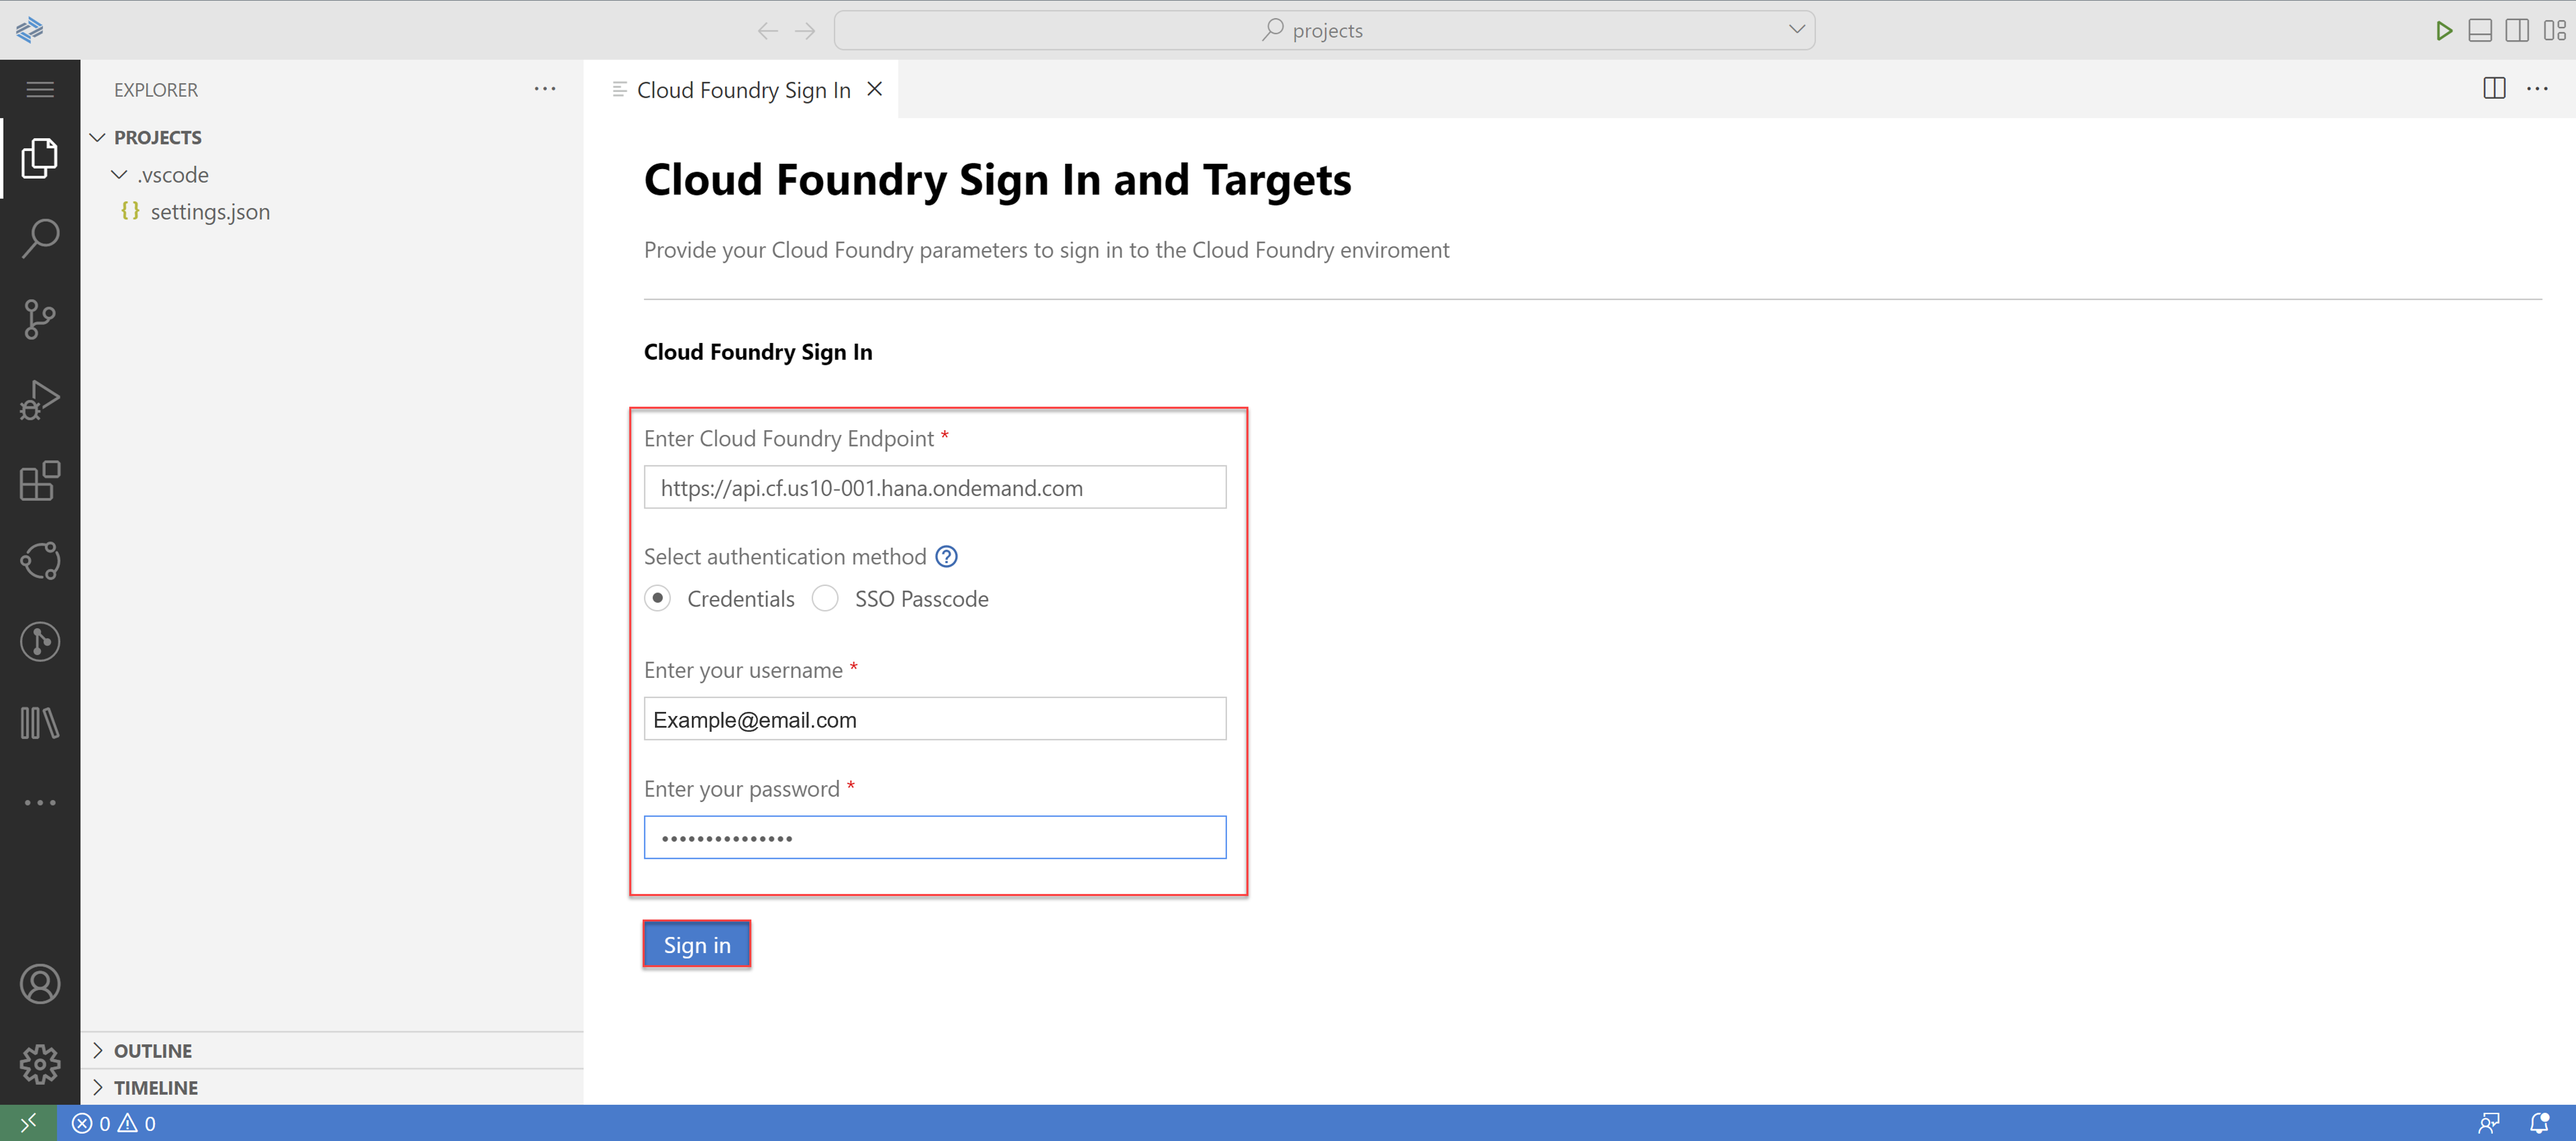 projects
EXPLORER
Cloud Foundry Sign In
PROJECTS
.vscode
{} settings.json
Cloud Foundry Sign In and Targets
Provide your Cloud Foundry parameters to sign in to the Cloud Foundry enviroment
Cloud Foundry Sign In
Enter Cloud Foundry Endpoint *
https://api.cf.us10-001.hana.ondemand.com
Select authentication method ?
Credentials SSO Passcode
Enter your username *
Example@email.com
Enter your password *
•••••••••••••••
Sign in
OUTLINE
TIMELINE
0 0